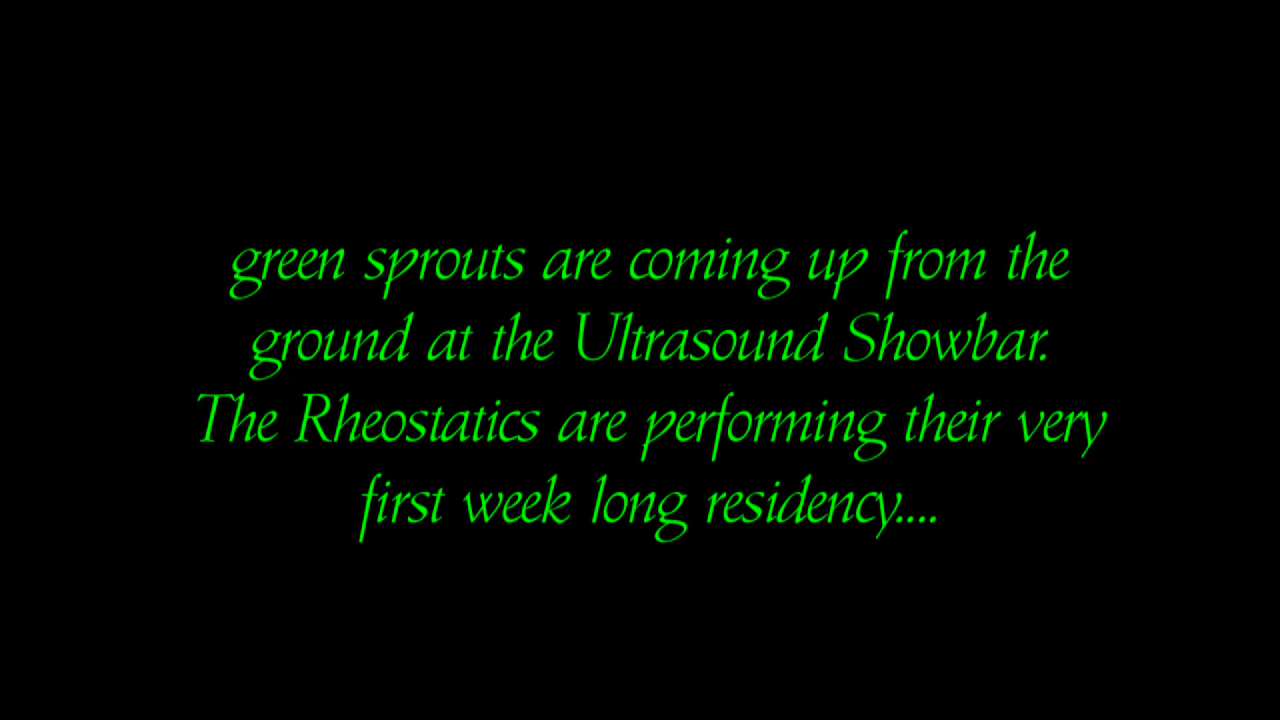 green sprouts are coming up from the
ground at the Ultrasound Showbar.
The Rheostatics are performing their very
first week long residency....